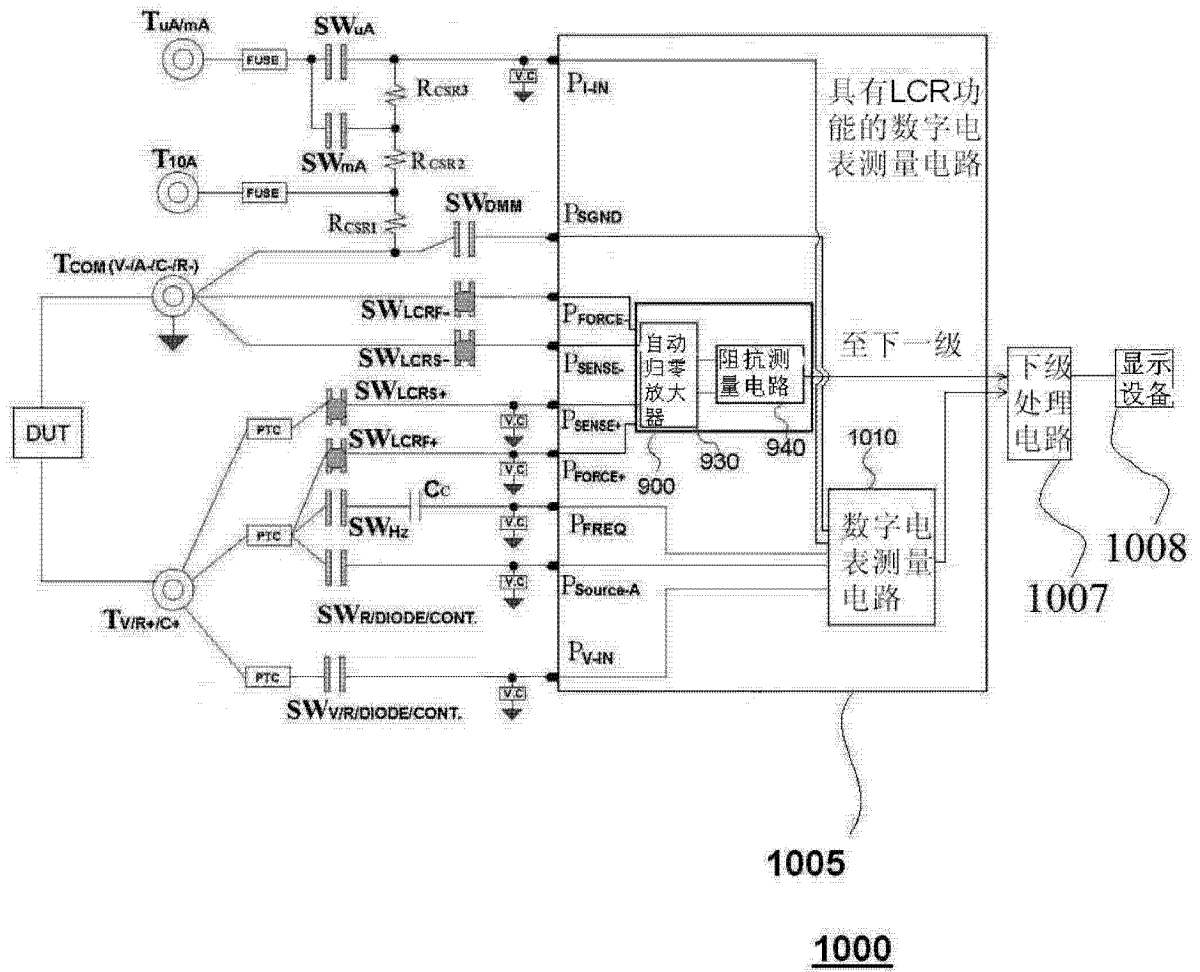 TuA/mA
SWuA
FUSE
V.C
PI-IN
RCSR3
SWmA
RCSR2
T10A
FUSE
RCSR1
SWDMM
PSGND
具有LCR功
能的数字电
表测量电路
TCOM (V-/A-/C-/R-)
SWLCRF-
PFORCE-
SWLCRS-
PSENSE-
自动
归零
放大
器
阻抗测
量电路
至下一级
下级
处理
电路
显示
设备
DUT
PTC
SWLCRS+
V.C
PSENSE+
SWLCRF+
V.C
PFORCE+
900
930
940
1010
PTC
SWHz
CC
V.C
PFREQ
数字电
表测量
电路
1007
1008
V.C
PSource-A
TV/R+/C+
SWR/DIODE/CONT.
PV-IN
PTC
V.C
SWV/R/DIODE/CONT.
1005
1000